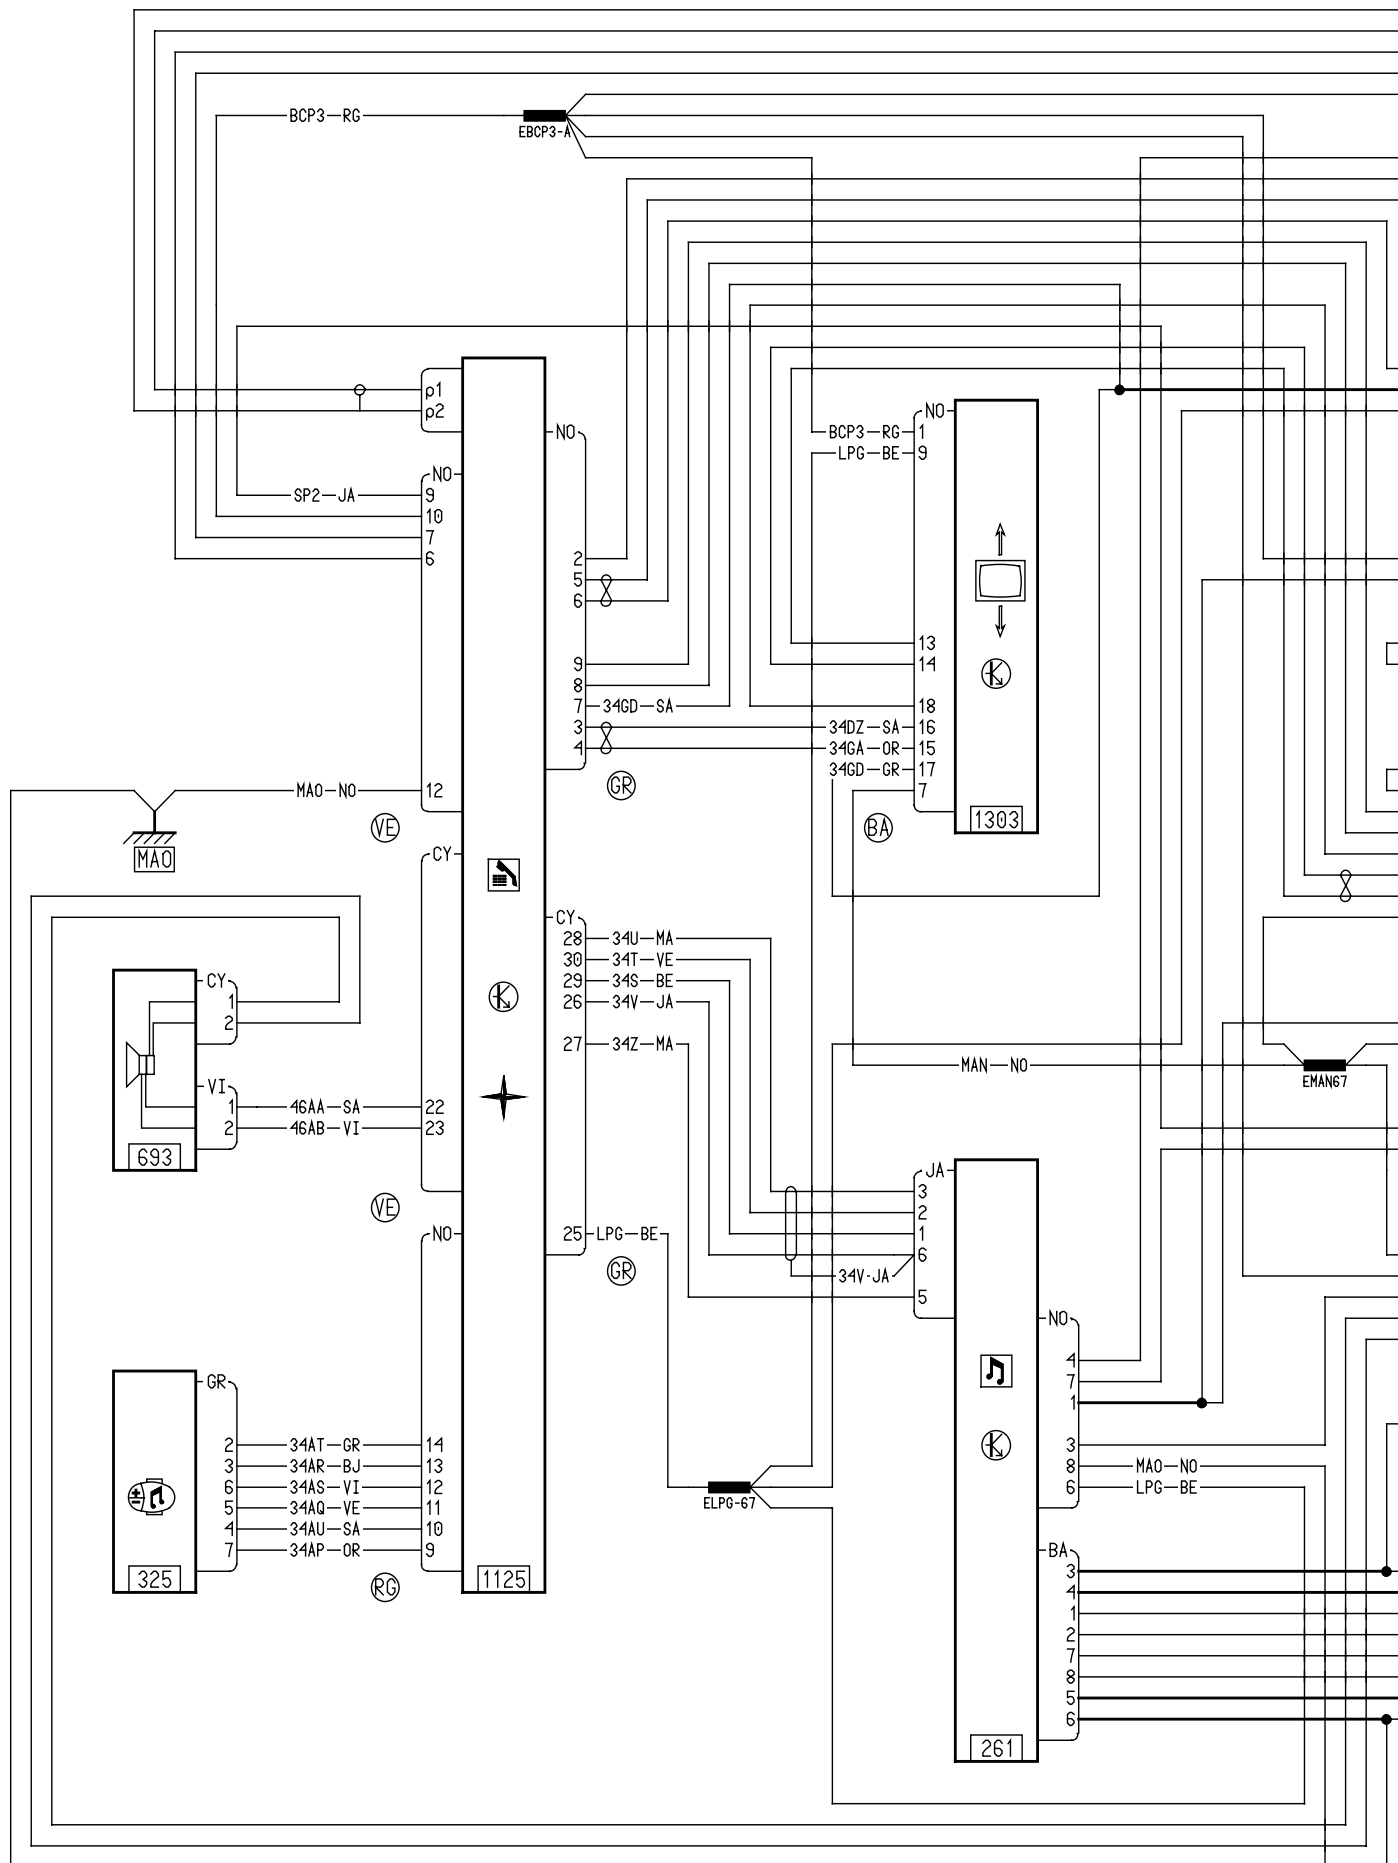 BCP3 RG
EBCP3-A
p1
p2
NO
NO
BCP3 RG 1
LPG BE 9
NO
SP2 JA 9
10
7
6
2
5
6
13
9
14
8
7 34GD SA
18
3
34DZ SA 16
4
34GA OR 15
34GD GR 17
MAO NO 12
7
GR
VE
BA
1303
MAO
CY
CY
28 34U MA
30 34T VE
29 34S BE
26 34V JA
27 34Z MA
CY
1
2
MAN NO
EMAN67
VI
1 46AA SA 22
2 46AB VI 23
693
JA
3
2
1
6
34V-JA
5
VE
NO
25 LPG BE
GR
NO
4
7
1
3
8 MAO NO
6 LPG BE
GR
2 34AT GR 14
3 34AR BJ 13
6 34AS VI 12
5 34AQ VE 11
4 34AU SA 10
7 34AP OR 9
ELPG-67
325
RG
1125
BA
3
4
1
2
7
8
5
6
261